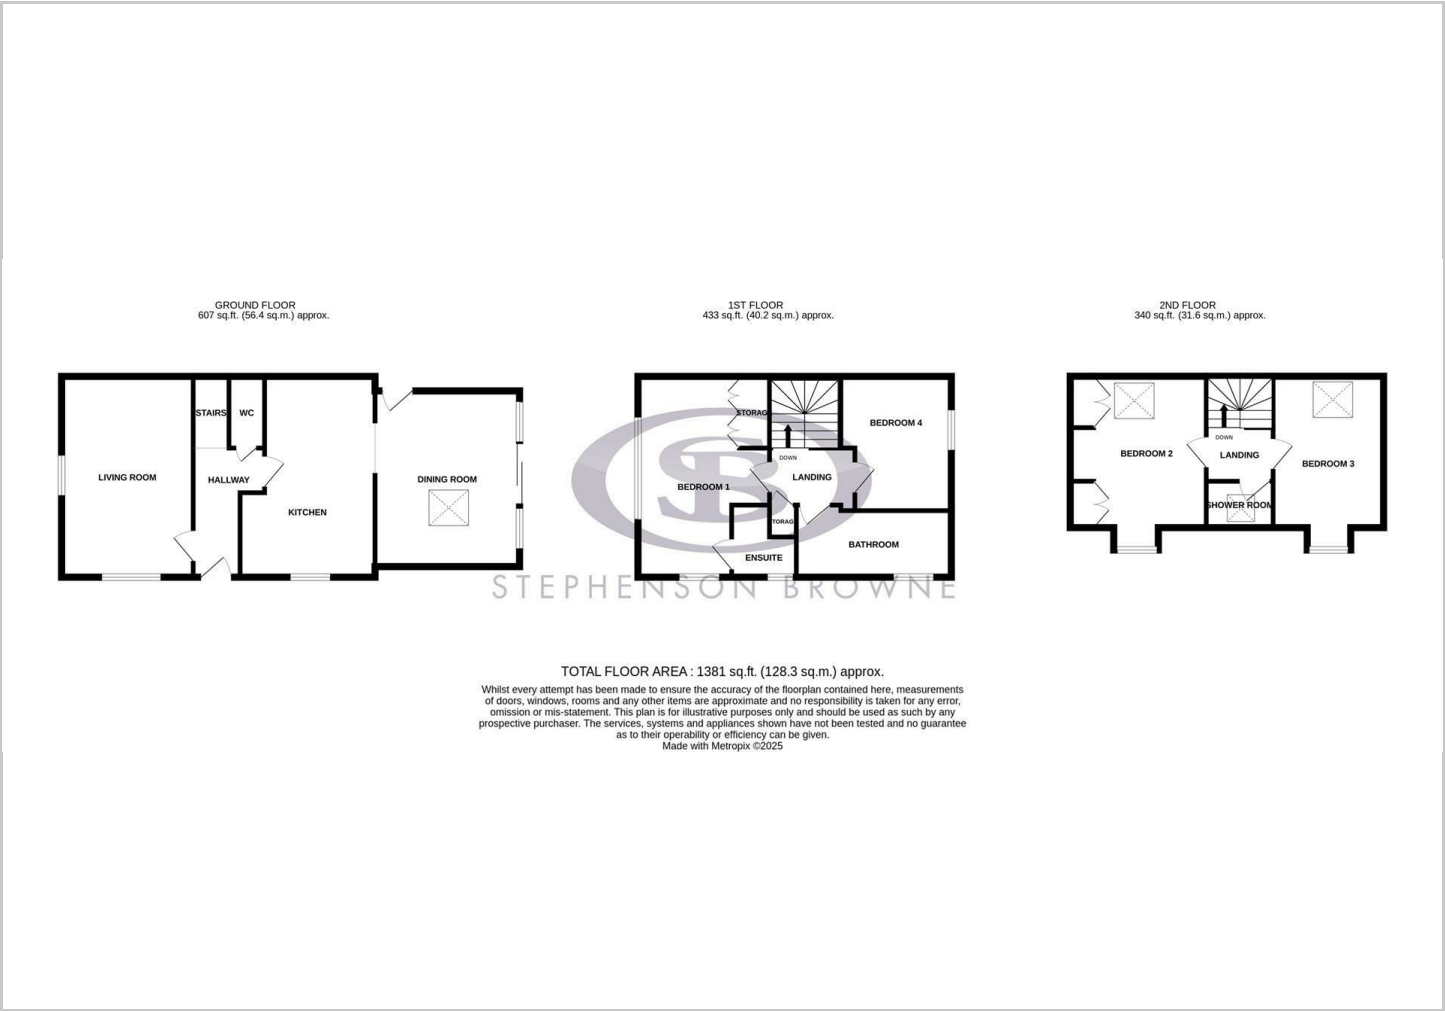 GROUND FLOOR
607 sq.ft. (56.4 sq.m.) approx.
1ST FLOOR
433 sq.ft. (40.2 sq.m.) approx.
2ND FLOOR
340 sq.ft. (31.6 sq.m.) approx.
STAIRS
WC
LIVING ROOM
HALLWAY
KITCHEN
DINING ROOM
STORAG
BEDROOM 4
DOWN
LANDING
BEDROOM 1
TORAG
BATHROOM
ENSUITE
DOWN
BEDROOM 2
LANDING
BEDROOM 3
SHOWER ROOM
SB
STEPHENSON BROWNE
TOTAL FLOOR AREA : 1381 sq.ft. (128.3 sq.m.) approx.
Whilst every attempt has been made to ensure the accuracy of the floorplan contained here, measurements
of doors, windows, rooms and any other items are approximate and no responsibility is taken for any error,
omission or mis-statement. This plan is for illustrative purposes only and should be used as such by any
prospective purchaser. The services, systems and appliances shown have not been tested and no guarantee
as to their operability or efficiency can be given.
Made with Metropix ©2025